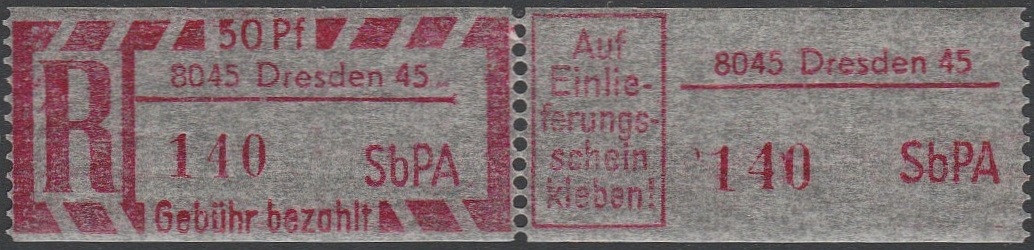 50 Pf
R
8045 Dresden 45
140
SbPA
Gebühr bezahlt
Auf
Einlie-
ferungs-
schein
kleben!
8045 Dresden 45
140
SbPA